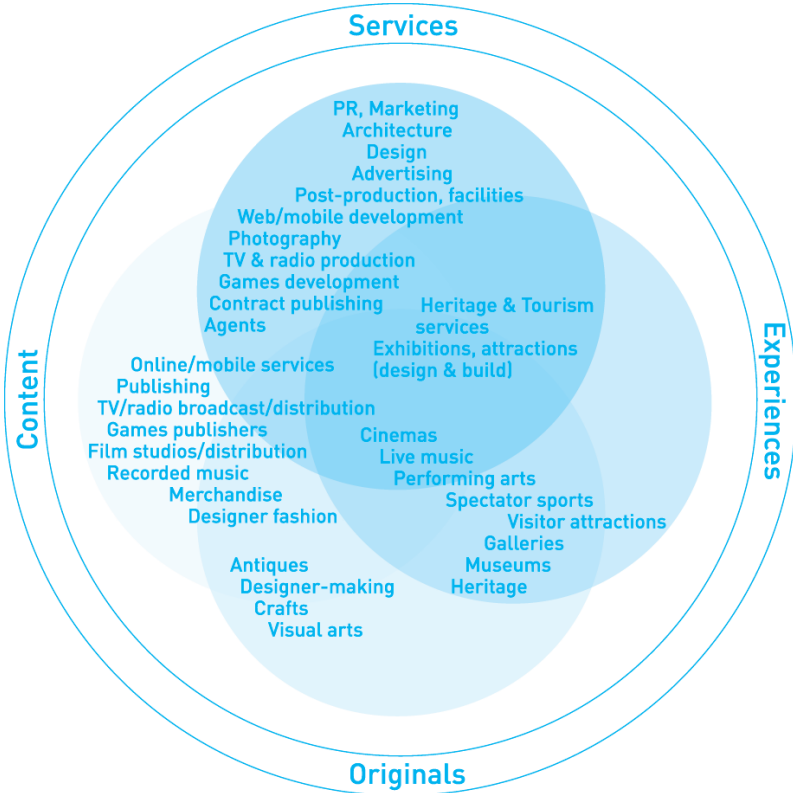 Services
PR, Marketing
Architecture
Design
Advertising
Post-production, facilities
Web/mobile development
Photography
TV & radio production
Games development
Contract publishing
Agents
Heritage & Tourism
services
Exhibitions, attractions
(design & build)
Content
Online/mobile services
Publishing
TV/radio broadcast/distribution
Games publishers
Film studios/distribution
Recorded music
Merchandise
Designer fashion
Experiences
Cinemas
Live music
Performing arts
Spectator sports
Visitor attractions
Galleries
Museums
Heritage
Antiques
Designer-making
Crafts
Visual arts
Originals